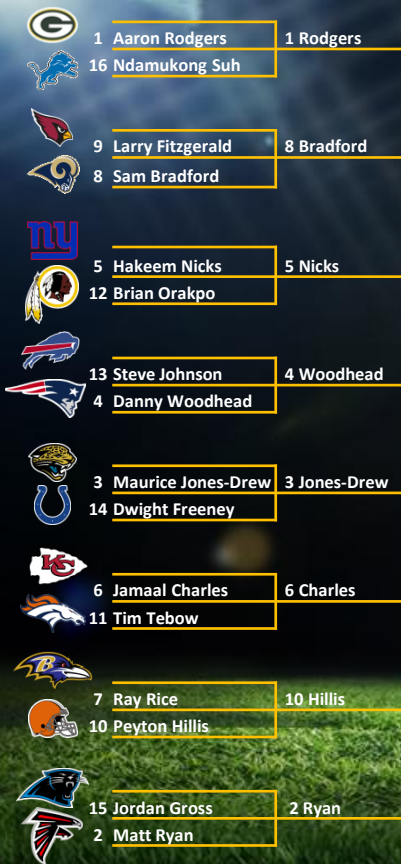 1 Aaron Rodgers
1 Rodgers
16 Ndamukong Suh
9 Larry Fitzgerald
8 Bradford
8 Sam Bradford
ny
5 Hakeem Nicks
5 Nicks
12 Brian Orakpo
13 Steve Johnson
4 Woodhead
4 Danny Woodhead
3 Maurice Jones-Drew
3 Jones-Drew
14 Dwight Freeney
KC
6 Jamaal Charles
6 Charles
11 Tim Tebow
B
7 Ray Rice
10 Hillis
10 Peyton Hillis
15 Jordan Gross
2 Ryan
2 Matt Ryan